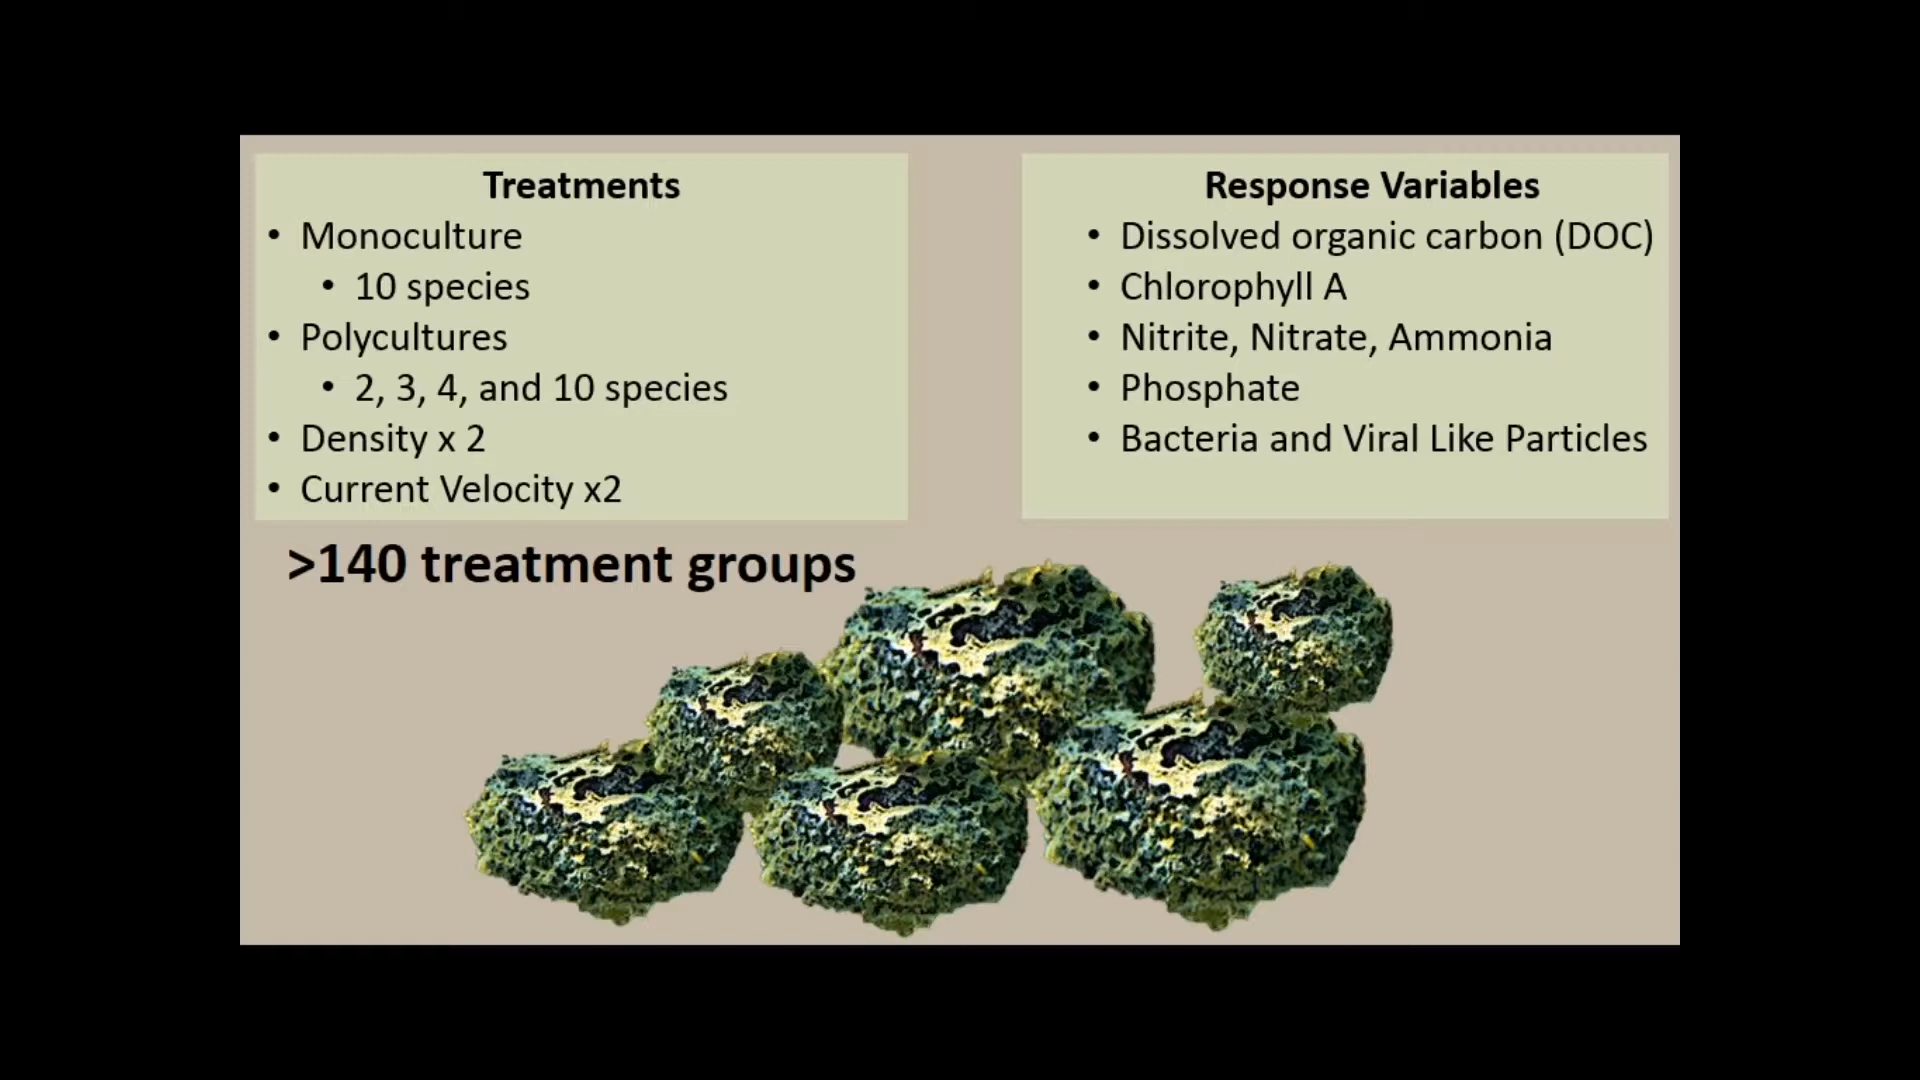 Treatments
• Monoculture
• 10 species
• Polycultures
• 2, 3, 4, and 10 species
• Density x 2
• Current Velocity x2
>140 treatment groups
Response Variables
• Dissolved organic carbon (DOC)
• Chlorophyll A
• Nitrite, Nitrate, Ammonia
• Phosphate
• Bacteria and Viral Like Particles